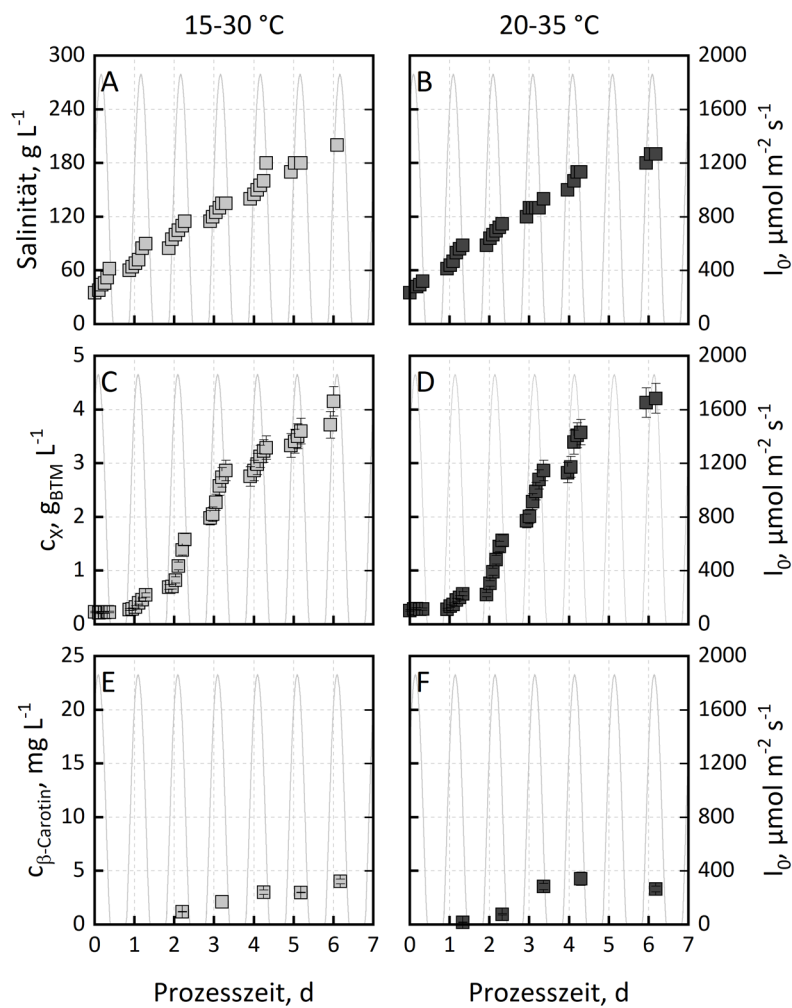 15-30 °C
20-35 °C
A
B
Salinität, g L⁻¹
300
240
180
120
60
0
2000
1600
1200
800
400
0
I₀, µmol m⁻² s⁻¹
C
D
c_X, g_BTM L⁻¹
5
4
3
2
1
0
2000
1600
1200
800
400
0
I₀, µmol m⁻² s⁻¹
E
F
c_β-Carotin, mg L⁻¹
25
20
15
10
5
0
2000
1600
1200
800
400
0
I₀, µmol m⁻² s⁻¹
0 1 2 3 4 5 6 7
0 1 2 3 4 5 6 7
Prozesszeit, d
Prozesszeit, d